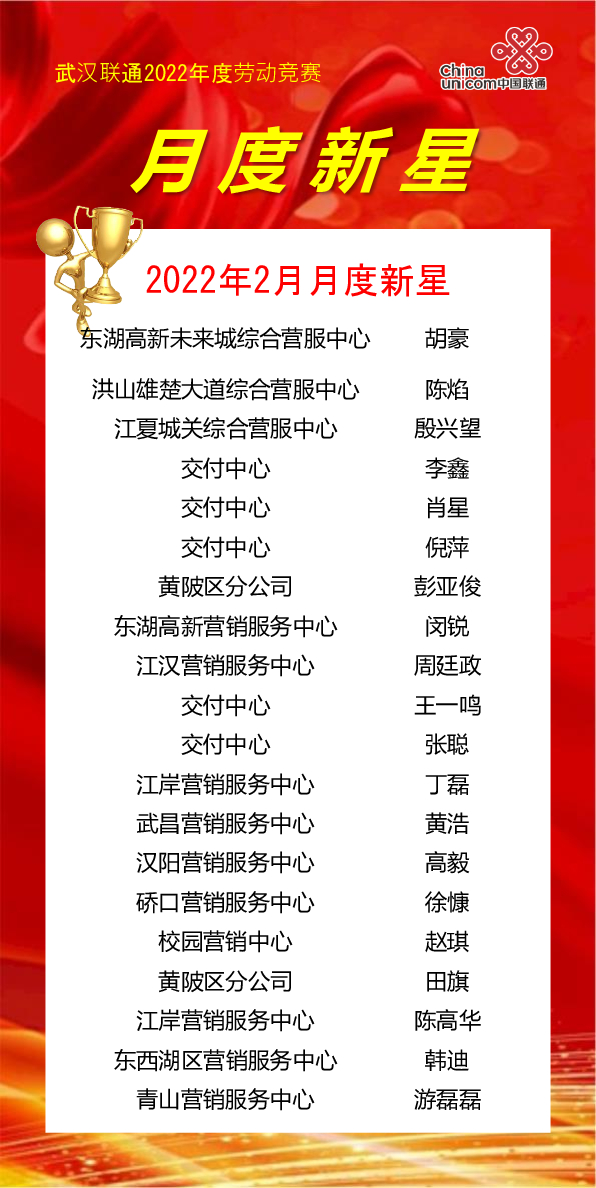 武汉联通2022年度劳动竞赛
China
unicom中国联通
月度新星
2022年2月月度新星
东湖高新未来城综合营服中心 胡豪
洪山雄楚大道综合营服中心 陈焰
江夏城关综合营服中心 殷兴望
交付中心 李鑫
交付中心 肖星
交付中心 倪萍
黄陂区分公司 彭亚俊
东湖高新营销服务中心 闵锐
江汉营销服务中心 周廷政
交付中心 王一鸣
交付中心 张聪
江岸营销服务中心 丁磊
武昌营销服务中心 黄浩
汉阳营销服务中心 高毅
硚口营销服务中心 徐慷
校园营销中心 赵琪
黄陂区分公司 田旗
江岸营销服务中心 陈高华
东西湖区营销服务中心 韩迪
青山营销服务中心 游磊磊